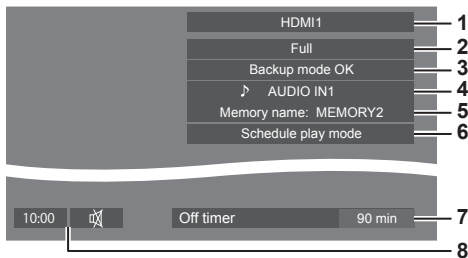 HDMI1 1
Full 2
Backup mode OK 3
♪ AUDIO IN1 4
Memory name: MEMORY2 5
Schedule play mode 6
10:00 Off timer 90 min 7
8